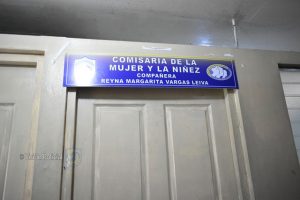 COMISARIA DE LA
MUJER Y LA NIÑEZ
COMPAÑERA
REYNA MARGARITA VARGAS LEIVA